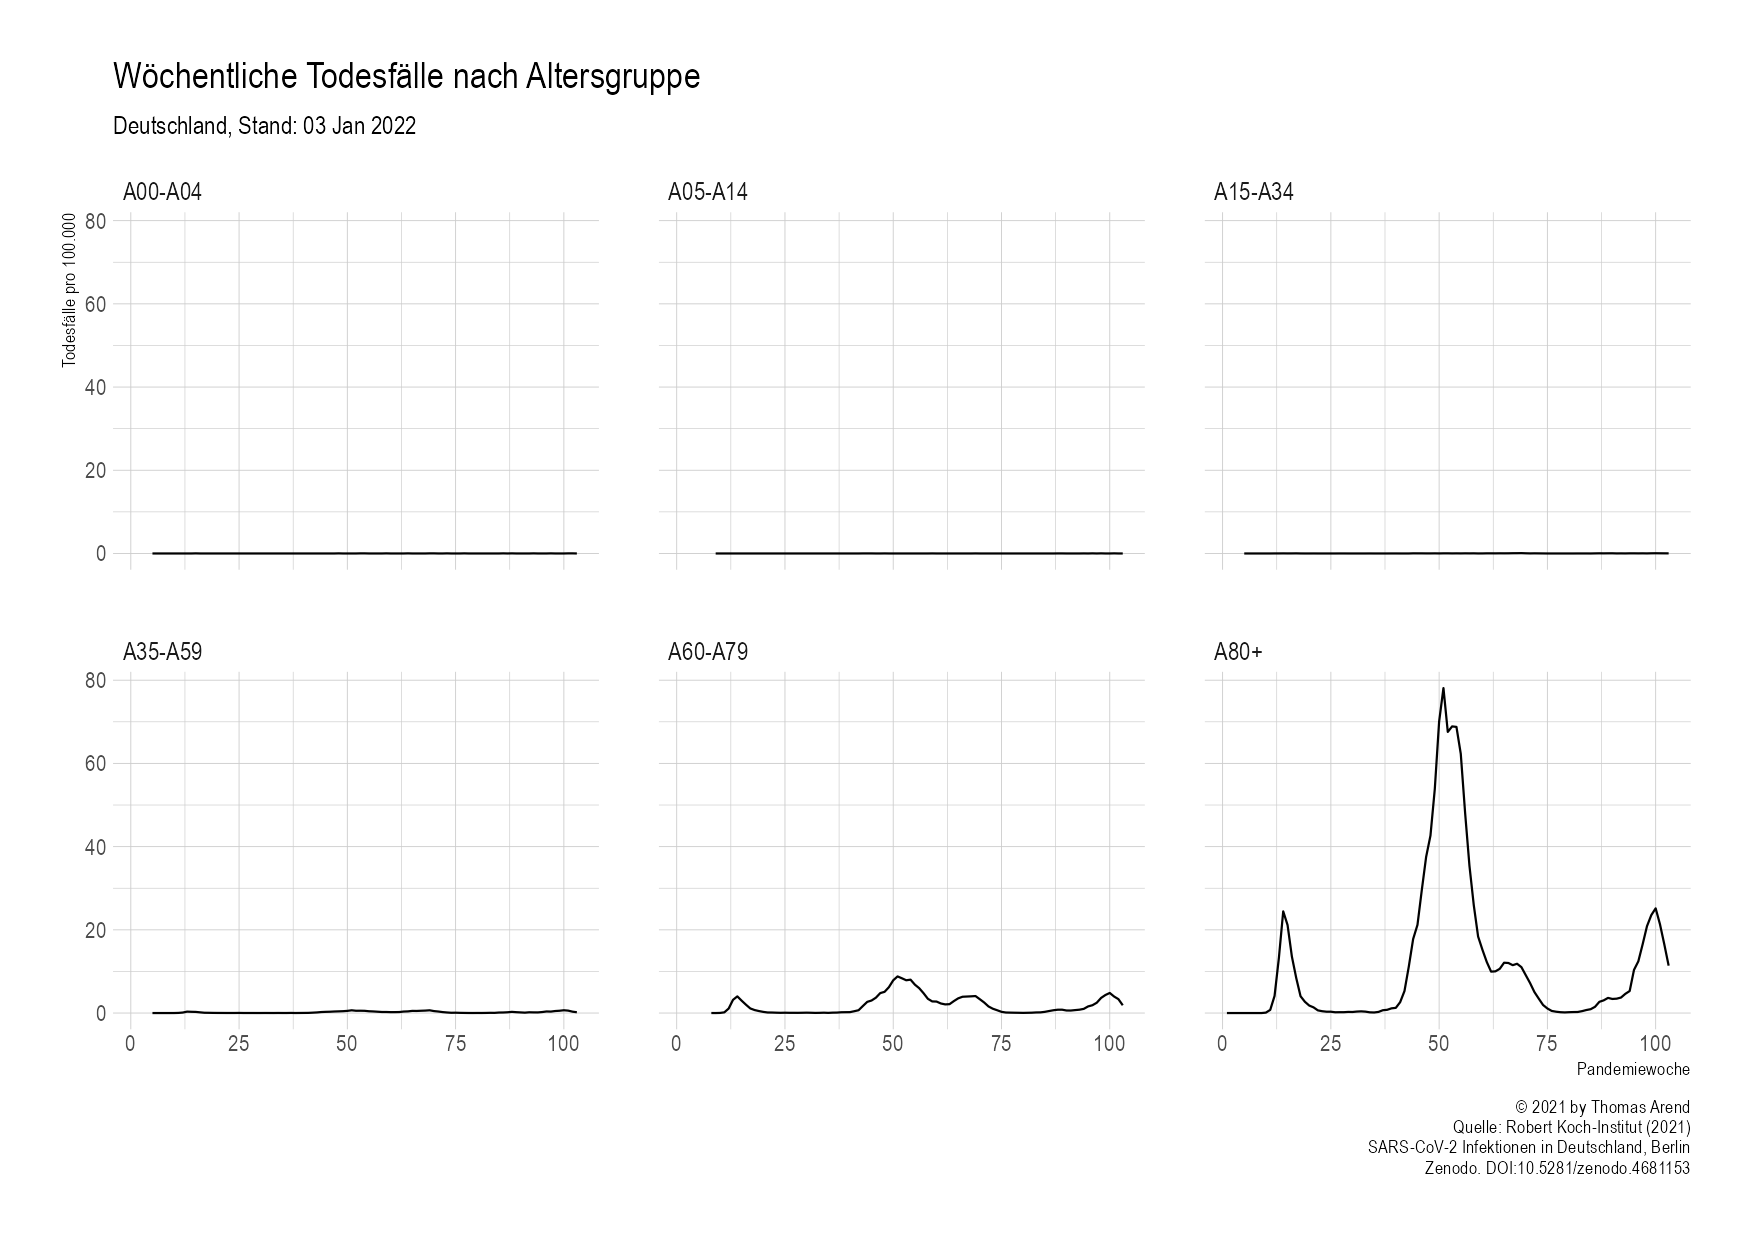 Wöchentliche Todesfälle nach Altersgruppe
Deutschland, Stand: 03 Jan 2022
A00-A04
A05-A14
A15-A34
Todesfälle pro 100.000
80
60
40
20
0
A35-A59
A60-A79
A80+
80
60
40
20
0
0 25 50 75 100
0 25 50 75 100
0 25 50 75 100
Pandemiewoche
© 2021 by Thomas Arend
Quelle: Robert Koch-Institut (2021)
SARS-CoV-2 Infektionen in Deutschland, Berlin
Zenodo. DOI:10.5281/zenodo.4681153